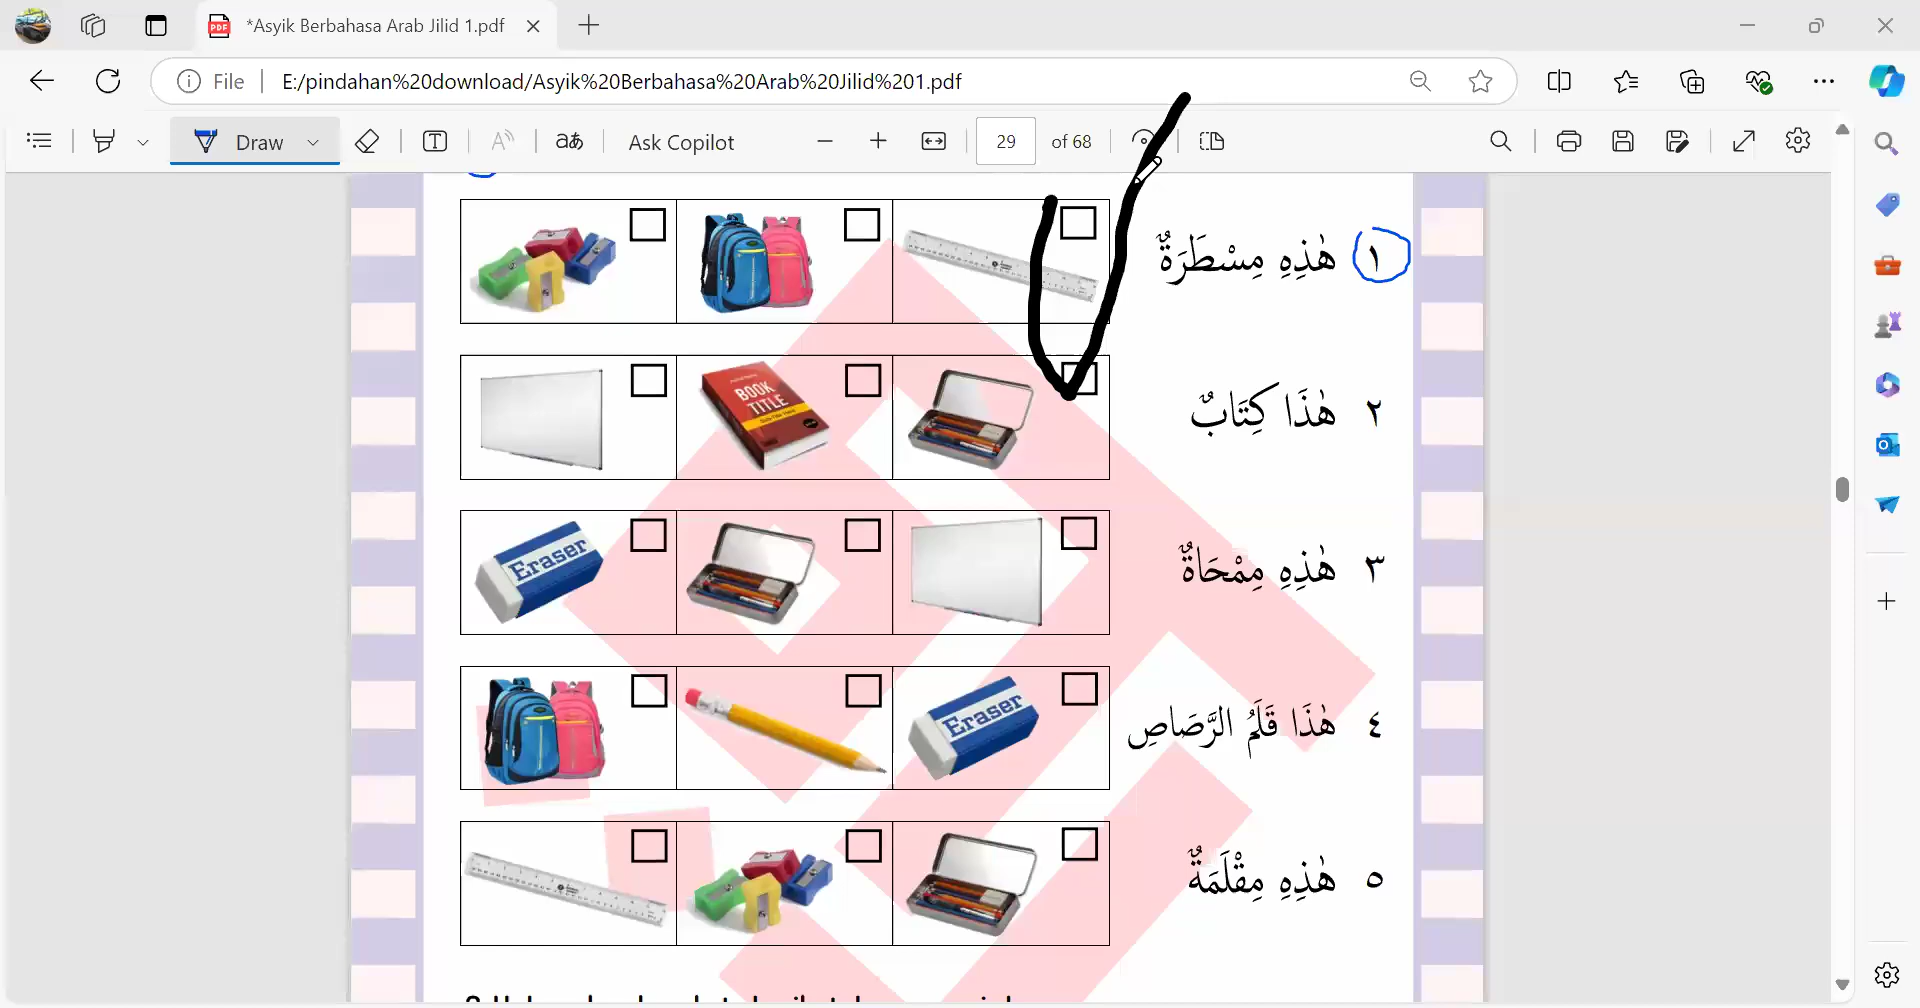 *Asyik Berbahasa Arab Jilid 1.pdf
File E:/pindahan%20download/Asyik%20Berbahasa%20Arab%20Jilid%201.pdf
Draw Ask Copilot 29 of 68
١ هٰذِهِ مِسْطَرَةٌ
٢ هٰذَا كِتَابٌ
BOOK TITLE
٣ هٰذِهِ مِمْحَاةٌ
Eraser
٤ هٰذَا قَلَمُ الرَّصَاصِ
Eraser
٥ هٰذِهِ مِقْلَمَةٌ